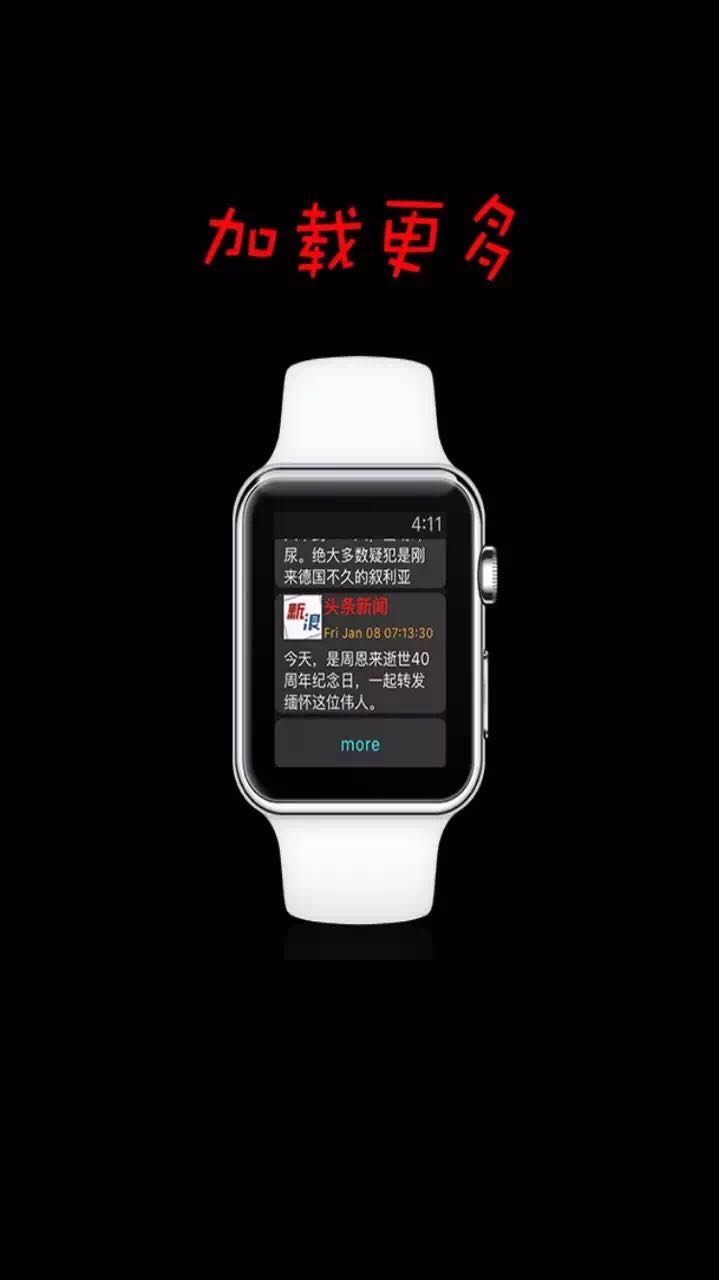 加载更多
4:11
尿。绝大多数疑犯是刚
来德国不久的叙利亚
新浪
头条新闻
Fri Jan 08 07:13:30
今天，是周恩来逝世40
周年纪念日，一起转发
缅怀这位伟人。
more